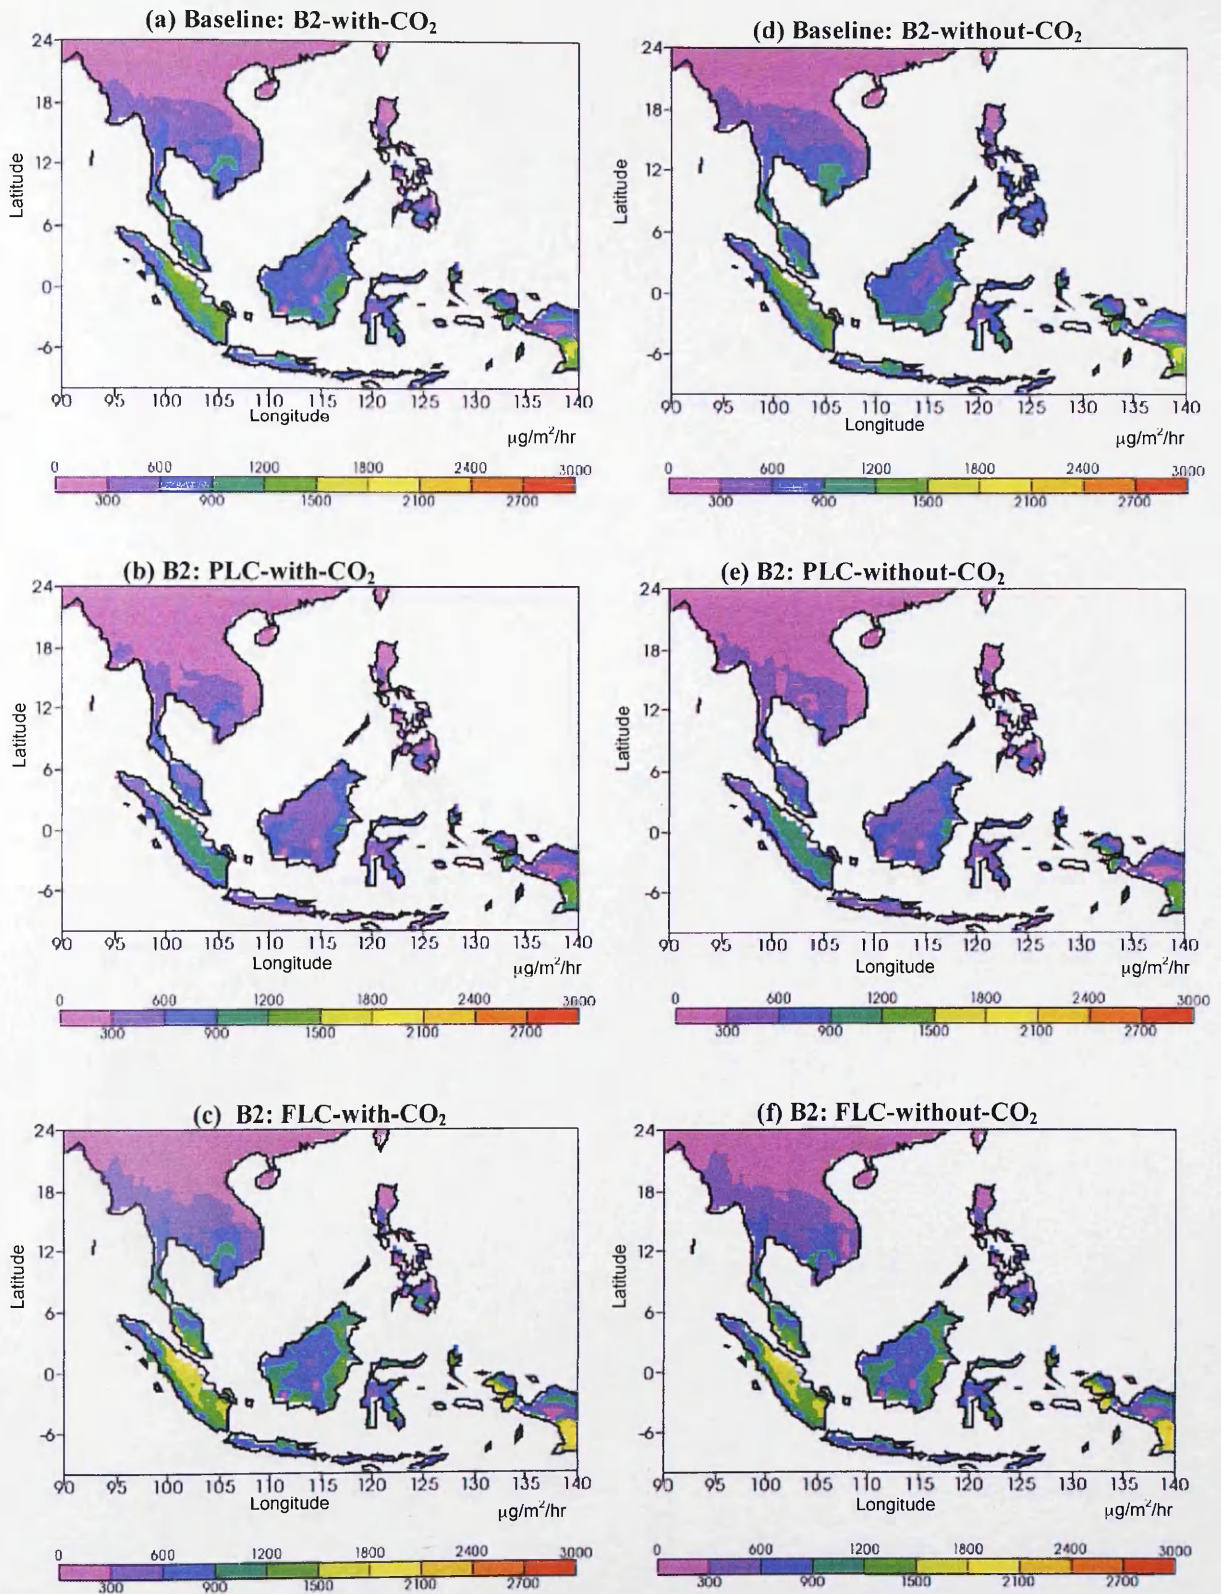 (a) Baseline: B2-with-CO₂
24
18
12
6
0
-6
Latitude
90 95 100 105 110 115 120 125 130 135 140
Longitude
μg/m²/hr
0 600 1200 1800 2400 3000
300 900 1500 2100 2700
(d) Baseline: B2-without-CO₂
24
18
12
6
0
-6
Latitude
90 95 100 105 110 115 120 125 130 135 140
Longitude
μg/m²/hr
0 600 1200 1800 2400 3000
300 900 1500 2100 2700
(b) B2: PLC-with-CO₂
24
18
12
6
0
-6
Latitude
90 95 100 105 110 115 120 125 130 135 140
Longitude
μg/m²/hr
0 600 1200 1800 2400 3000
300 900 1500 2100 2700
(e) B2: PLC-without-CO₂
24
18
12
6
0
-6
Latitude
90 95 100 105 110 115 120 125 130 135 140
Longitude
μg/m²/hr
0 600 1200 1800 2400 3000
300 900 1500 2100 2700
(c) B2: FLC-with-CO₂
24
18
12
6
0
-6
Latitude
90 95 100 105 110 115 120 125 130 135 140
Longitude
μg/m²/hr
0 600 1200 1800 2400 3000
300 900 1500 2100 2700
(f) B2: FLC-without-CO₂
24
18
12
6
0
-6
Latitude
90 95 100 105 110 115 120 125 130 135 140
Longitude
μg/m²/hr
0 600 1200 1800 2400 3000
300 900 1500 2100 2700